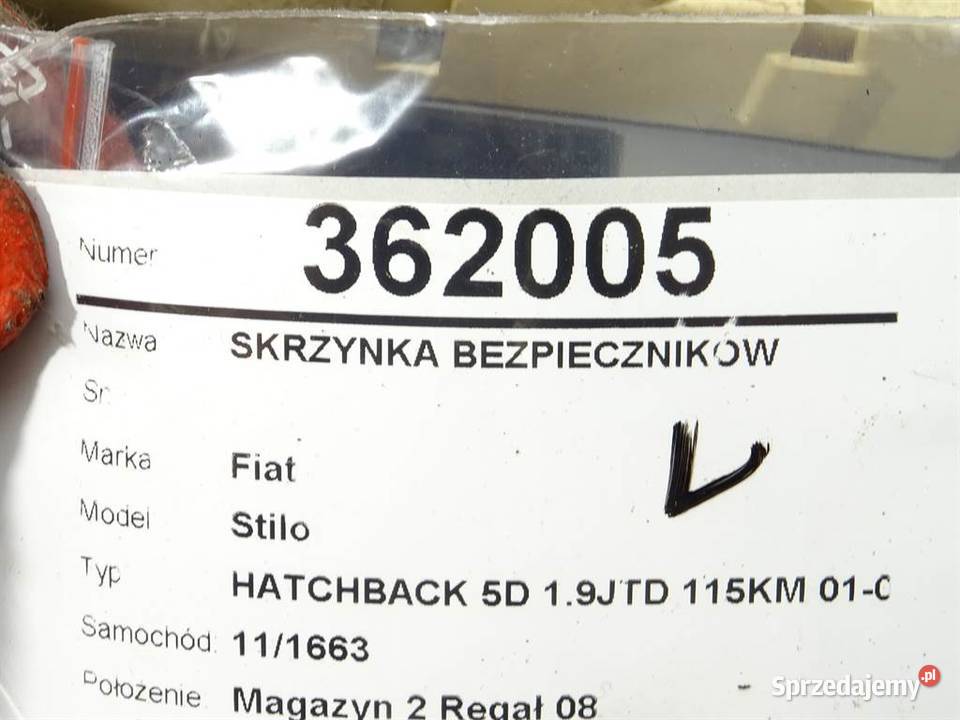 Numer 362005
Nazwa SKRZYNKA BEZPIECZNIKÓW
Sr.
Marka Fiat
Model Stilo
Typ HATCHBACK 5D 1.9JTD 115KM 01-
Samochód: 11/1663
Położenie Magazyn 2 Regał 08
Sprzedajemy.pl